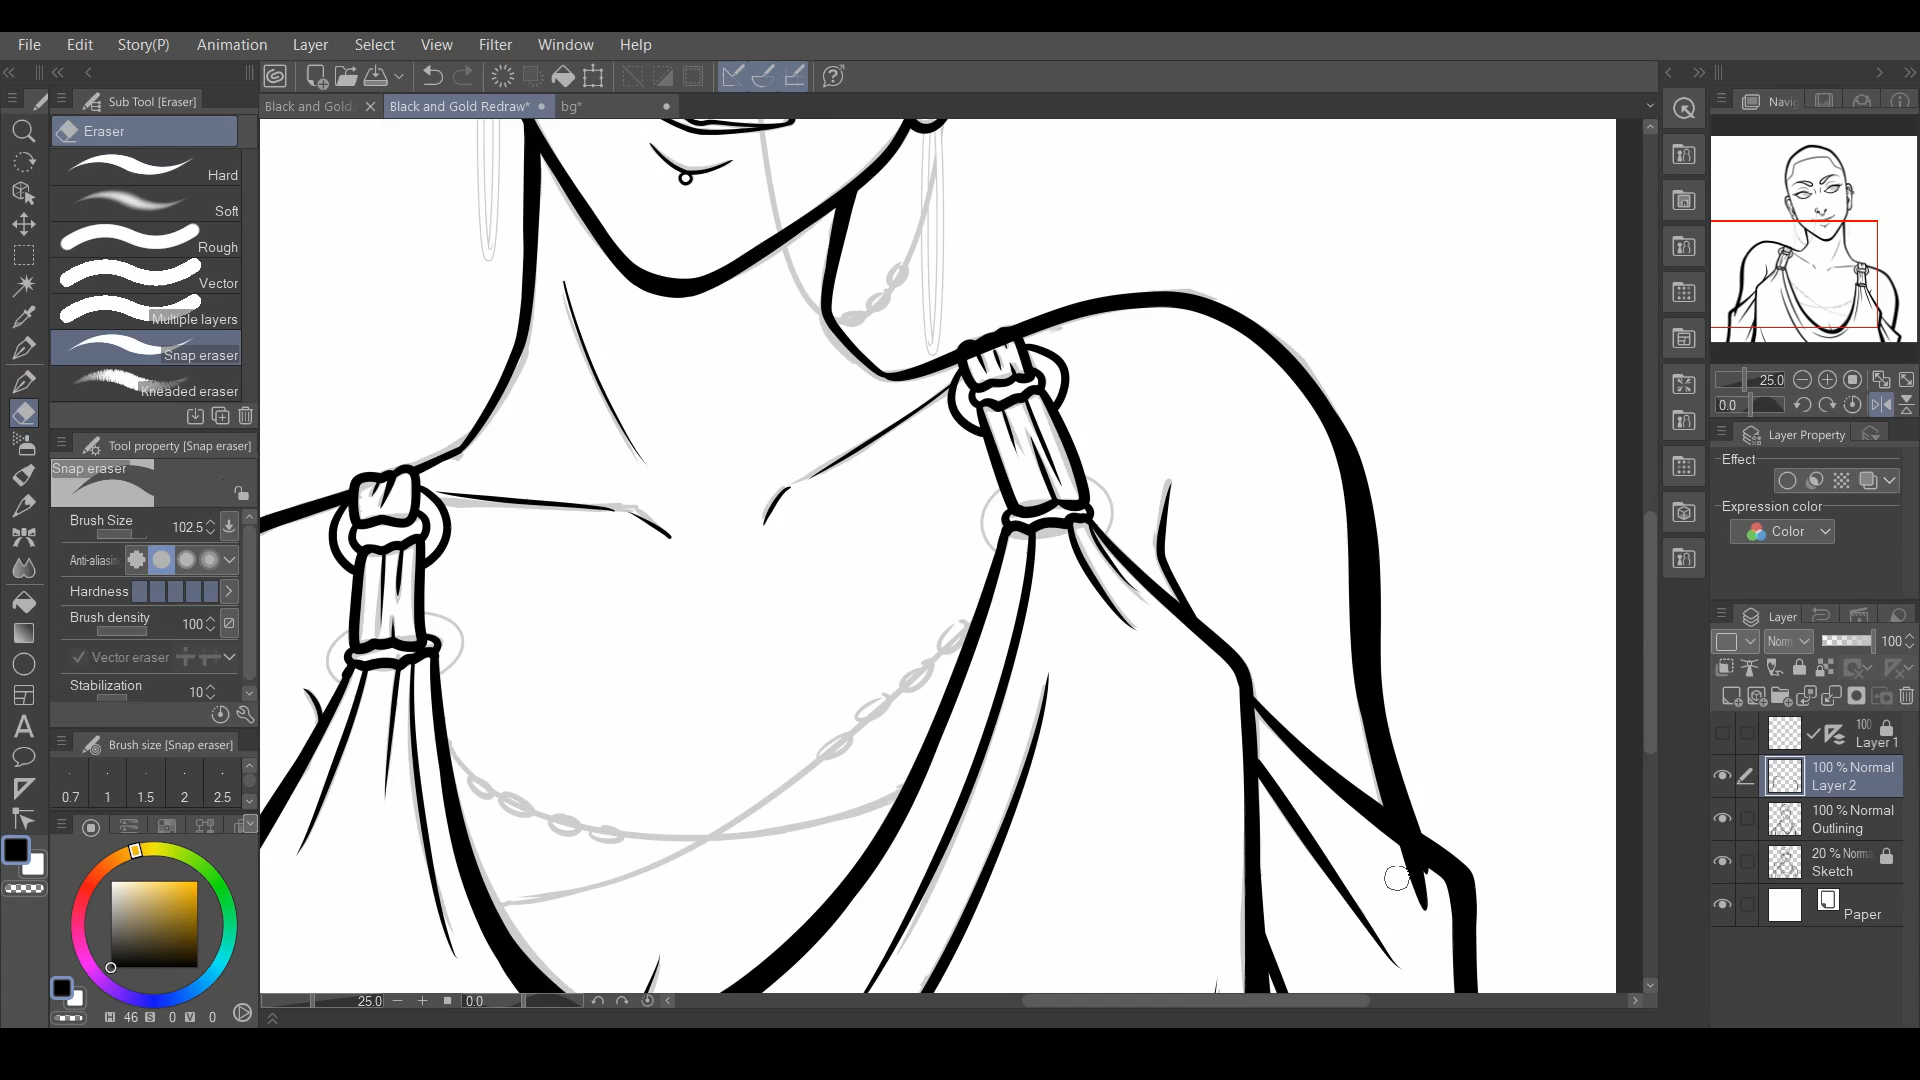 File Edit Story(P) Animation Layer Select View Filter Window Help
Sub Tool [Eraser]
Black and Gold
Black and Gold Redraw*
bg*
Navig
Eraser
Hard
Soft
Rough
Vector
Multiple layers
Snap eraser
Kneaded eraser
Tool property [Snap eraser]
Snap eraser
Brush Size 102.5
Anti-aliasing
Hardness
Brush density 100
Vector eraser
Stabilization 10
Brush size [Snap eraser]
0.7 1 1.5 2 2.5
H 46 S 0 V 0
25.0 0.0
25.0
0.0
Layer Property
Effect
Expression color
Color
Layer
Norm 100
100
Layer 1
100 % Normal
Layer 2
100 % Normal
Outlining
20 % Norma
Sketch
Paper